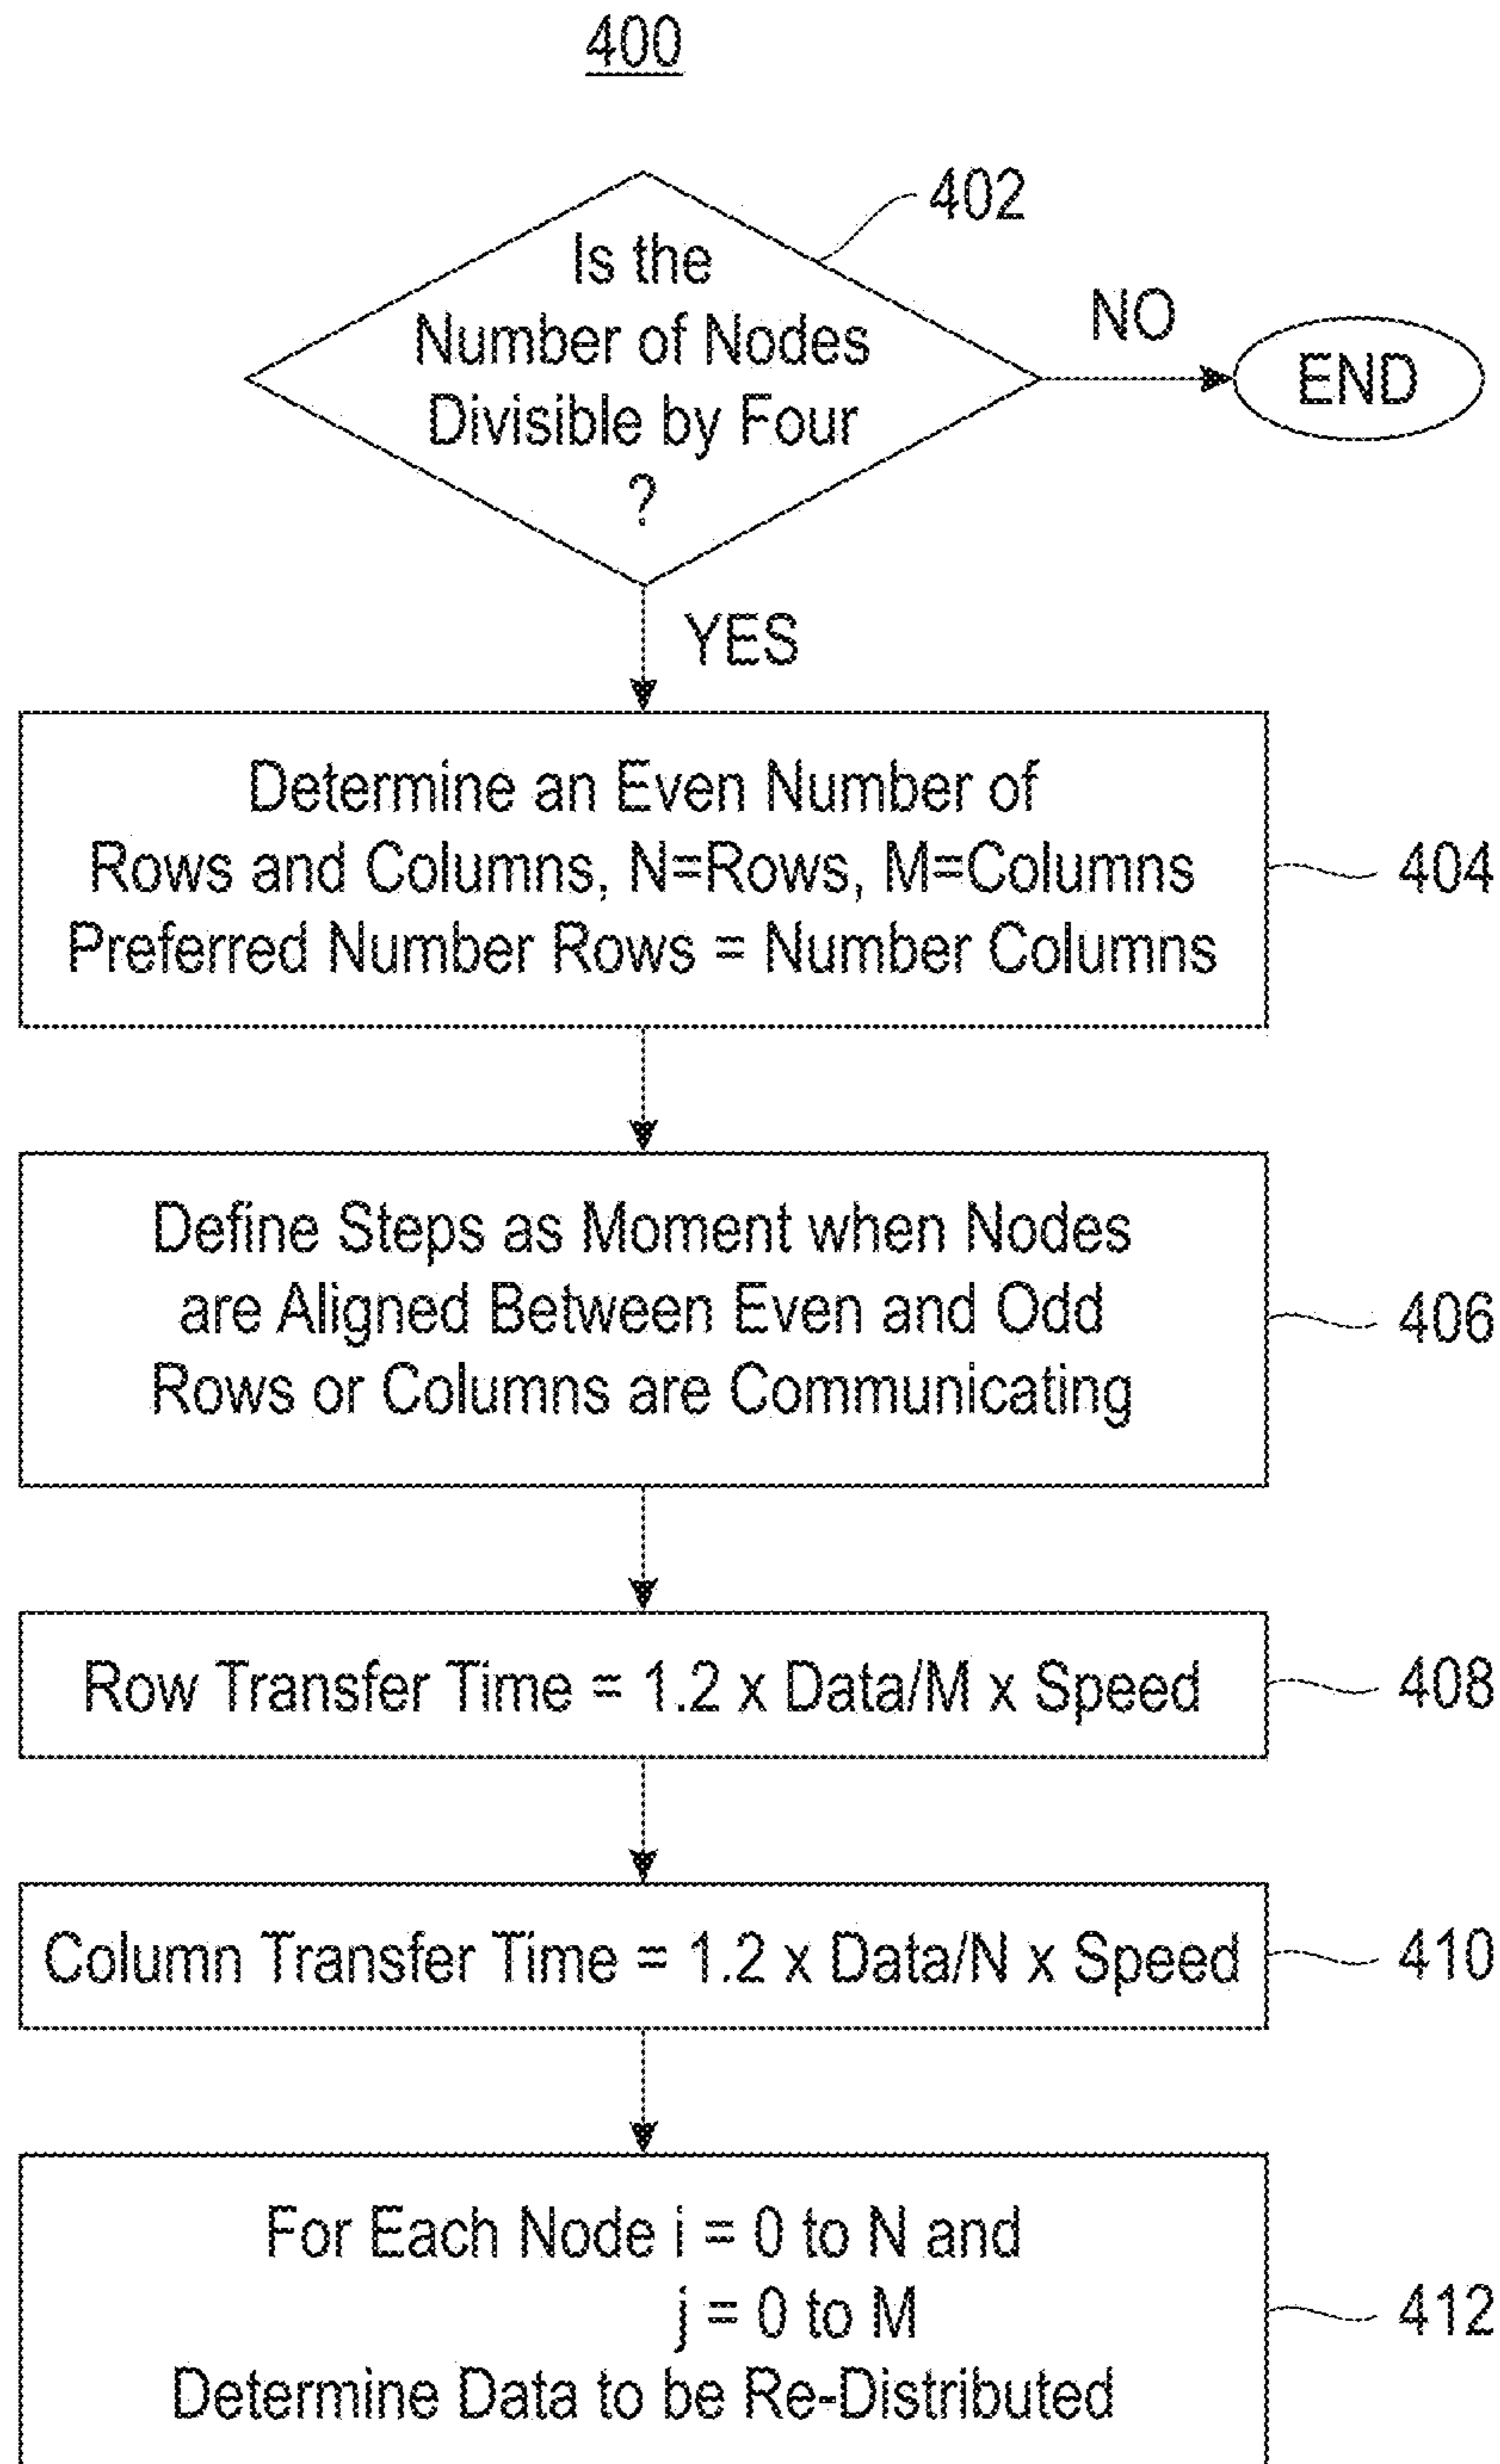 400
402
Is the
Number of Nodes
Divisible by Four
?
NO
END
YES
Determine an Even Number of
Rows and Columns, N=Rows, M=Columns
Preferred Number Rows = Number Columns
404
Define Steps as Moment when Nodes
are Aligned Between Even and Odd
Rows or Columns are Communicating
406
Row Transfer Time = 1.2 x Data/M x Speed
408
Column Transfer Time = 1.2 x Data/N x Speed
410
For Each Node i = 0 to N and
j = 0 to M
Determine Data to be Re-Distributed
412